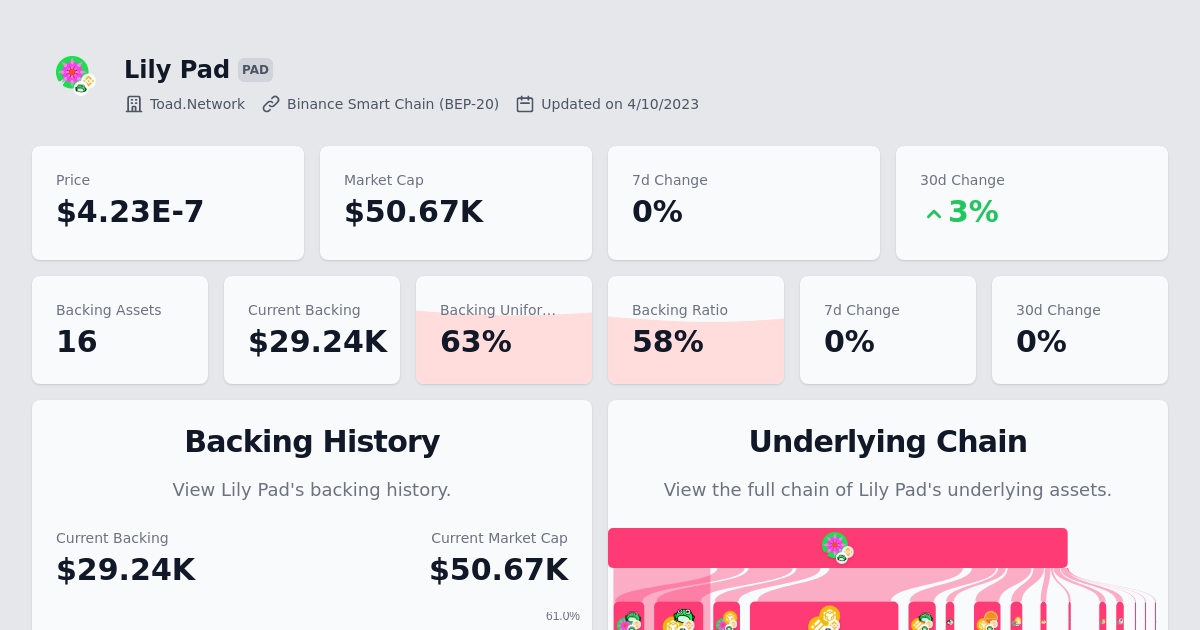 Lily Pad PAD
Toad.Network Binance Smart Chain (BEP-20) Updated on 4/10/2023
Price
$4.23E-7
Market Cap
$50.67K
7d Change
0%
30d Change
3%
Backing Assets
16
Current Backing
$29.24K
Backing Unifor...
63%
Backing Ratio
58%
7d Change
0%
30d Change
0%
Backing History
View Lily Pad's backing history.
Current Backing
$29.24K
Current Market Cap
$50.67K
61.0%
Underlying Chain
View the full chain of Lily Pad's underlying assets.